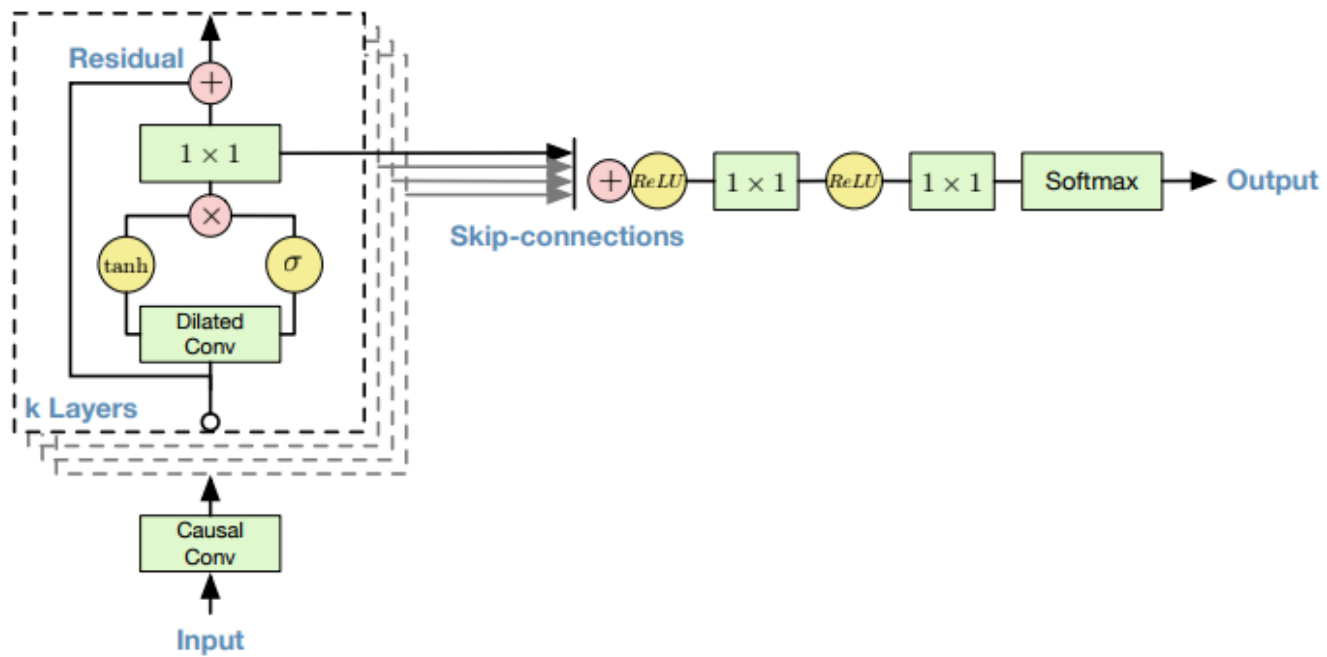 Residual
+
1 × 1
×
tanh
σ
Dilated
Conv
k Layers
Causal
Conv
Input
Skip-connections
+
ReLU
1 × 1
ReLU
1 × 1
Softmax
Output